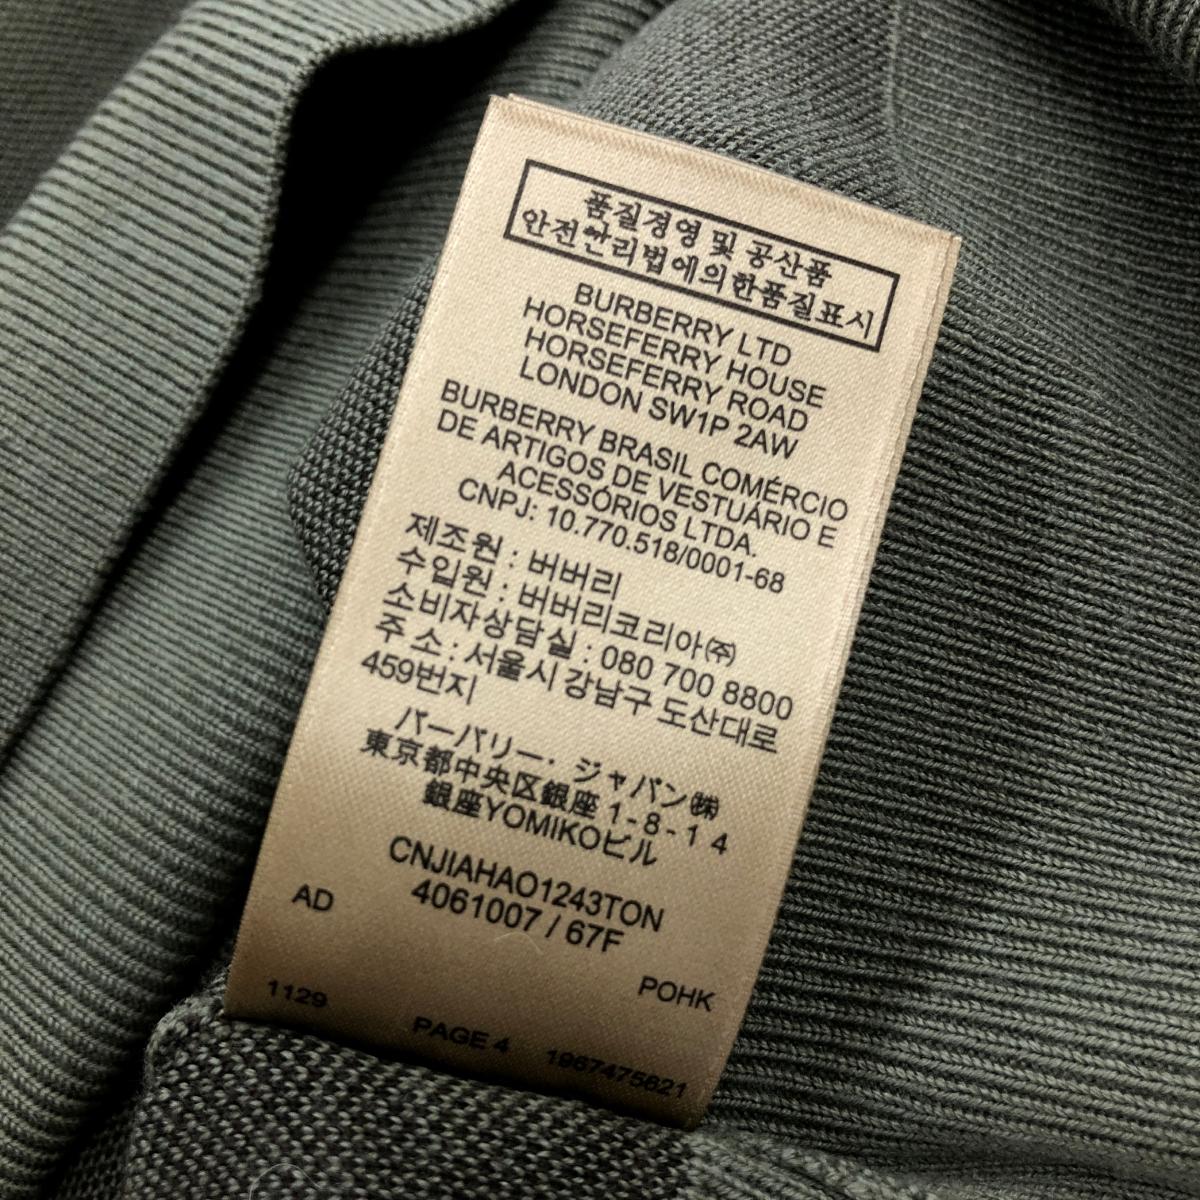 품질경영 및 공산품
안전관리법에의한품질표시
BURBERRY LTD
HORSEFERRY HOUSE
HORSEFERRY ROAD
LONDON SW1P 2AW
BURBERRY BRASIL COMÉRCIO
DE ARTIGOS DE VESTUÁRIO E
ACESSÓRIOS LTDA.
CNPJ: 10.770.518/0001-68
제조원 : 버버리
수입원 : 버버리코리아㈜
소비자상담실 : 080 700 8800
주 소 : 서울시 강남구 도산대로
459번지
バーバリー・ジャパン㈱
東京都中央区銀座 1-8-14
銀座YOMIKOビル
CNJIAHAO1243TON
4061007 / 67F
AD
POHK
1129
PAGE 4
1967475621